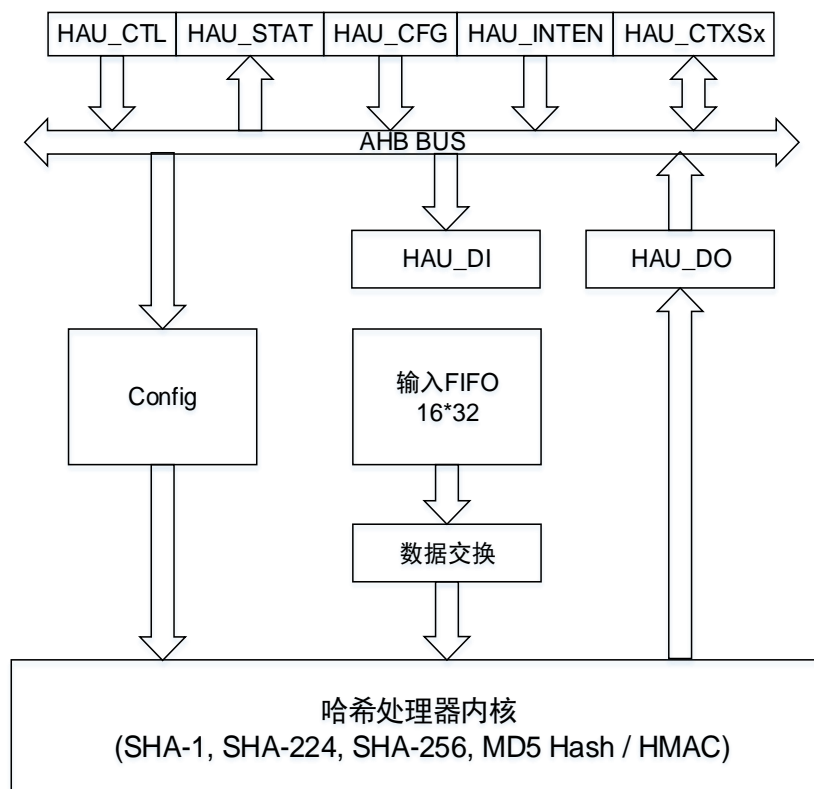 HAU_CTL HAU_STAT HAU_CFG HAU_INTEN HAU_CTXSx
AHB BUS
HAU_DI HAU_DO
Config
输入FIFO
16*32
数据交换
哈希处理器内核
(SHA-1, SHA-224, SHA-256, MD5 Hash / HMAC)